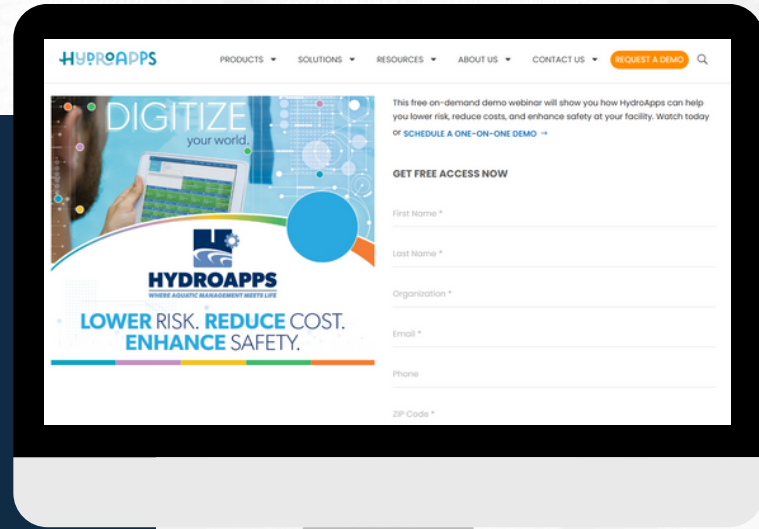 HYDROAPPS
PRODUCTS SOLUTIONS RESOURCES ABOUT US CONTACT US REQUEST A DEMO
DIGITIZE
your world.
HYDROAPPS
WHERE AQUATIC MANAGEMENT MEETS LIFE
LOWER RISK. REDUCE COST.
ENHANCE SAFETY.
This free on-demand demo webinar will show you how HydroApps can help
you lower risk, reduce costs, and enhance safety at your facility. Watch today
or SCHEDULE A ONE-ON-ONE DEMO →
GET FREE ACCESS NOW
First Name *
Last Name *
Organization *
Email *
Phone
ZIP Code *